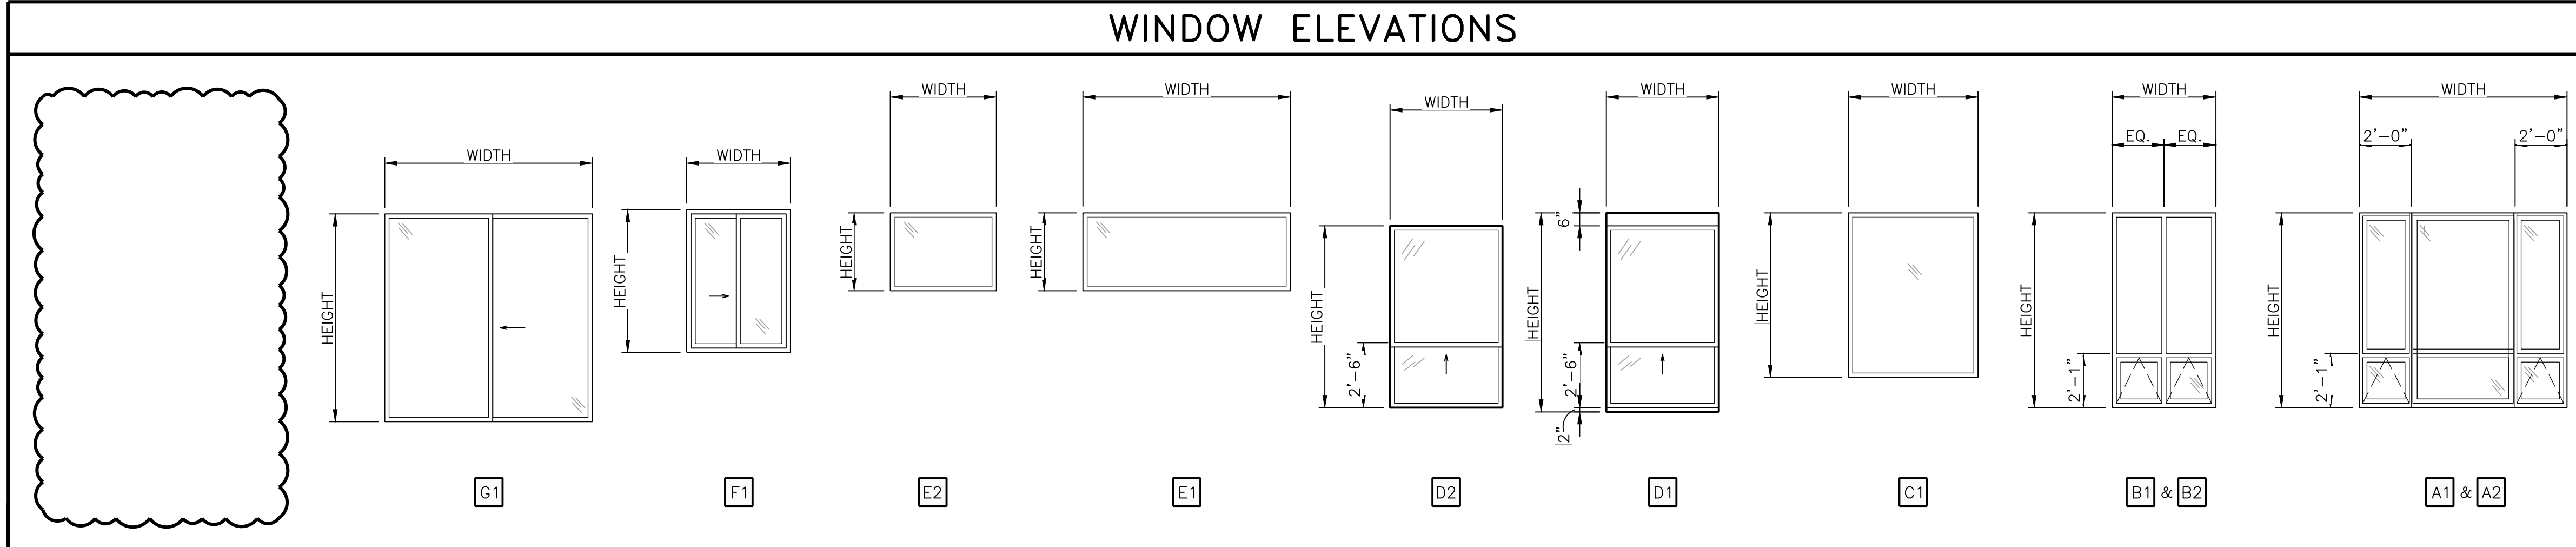 WINDOW ELEVATIONS
WIDTH
HEIGHT
G1
WIDTH
HEIGHT
F1
WIDTH
HEIGHT
E2
WIDTH
HEIGHT
E1
WIDTH
HEIGHT
2'-6"
D2
WIDTH
6"
HEIGHT
2'-6"
2"
D1
WIDTH
HEIGHT
C1
WIDTH
EQ. EQ.
HEIGHT
2'-1"
B1 & B2
WIDTH
2'-0" 2'-0"
HEIGHT
2'-1"
A1 & A2